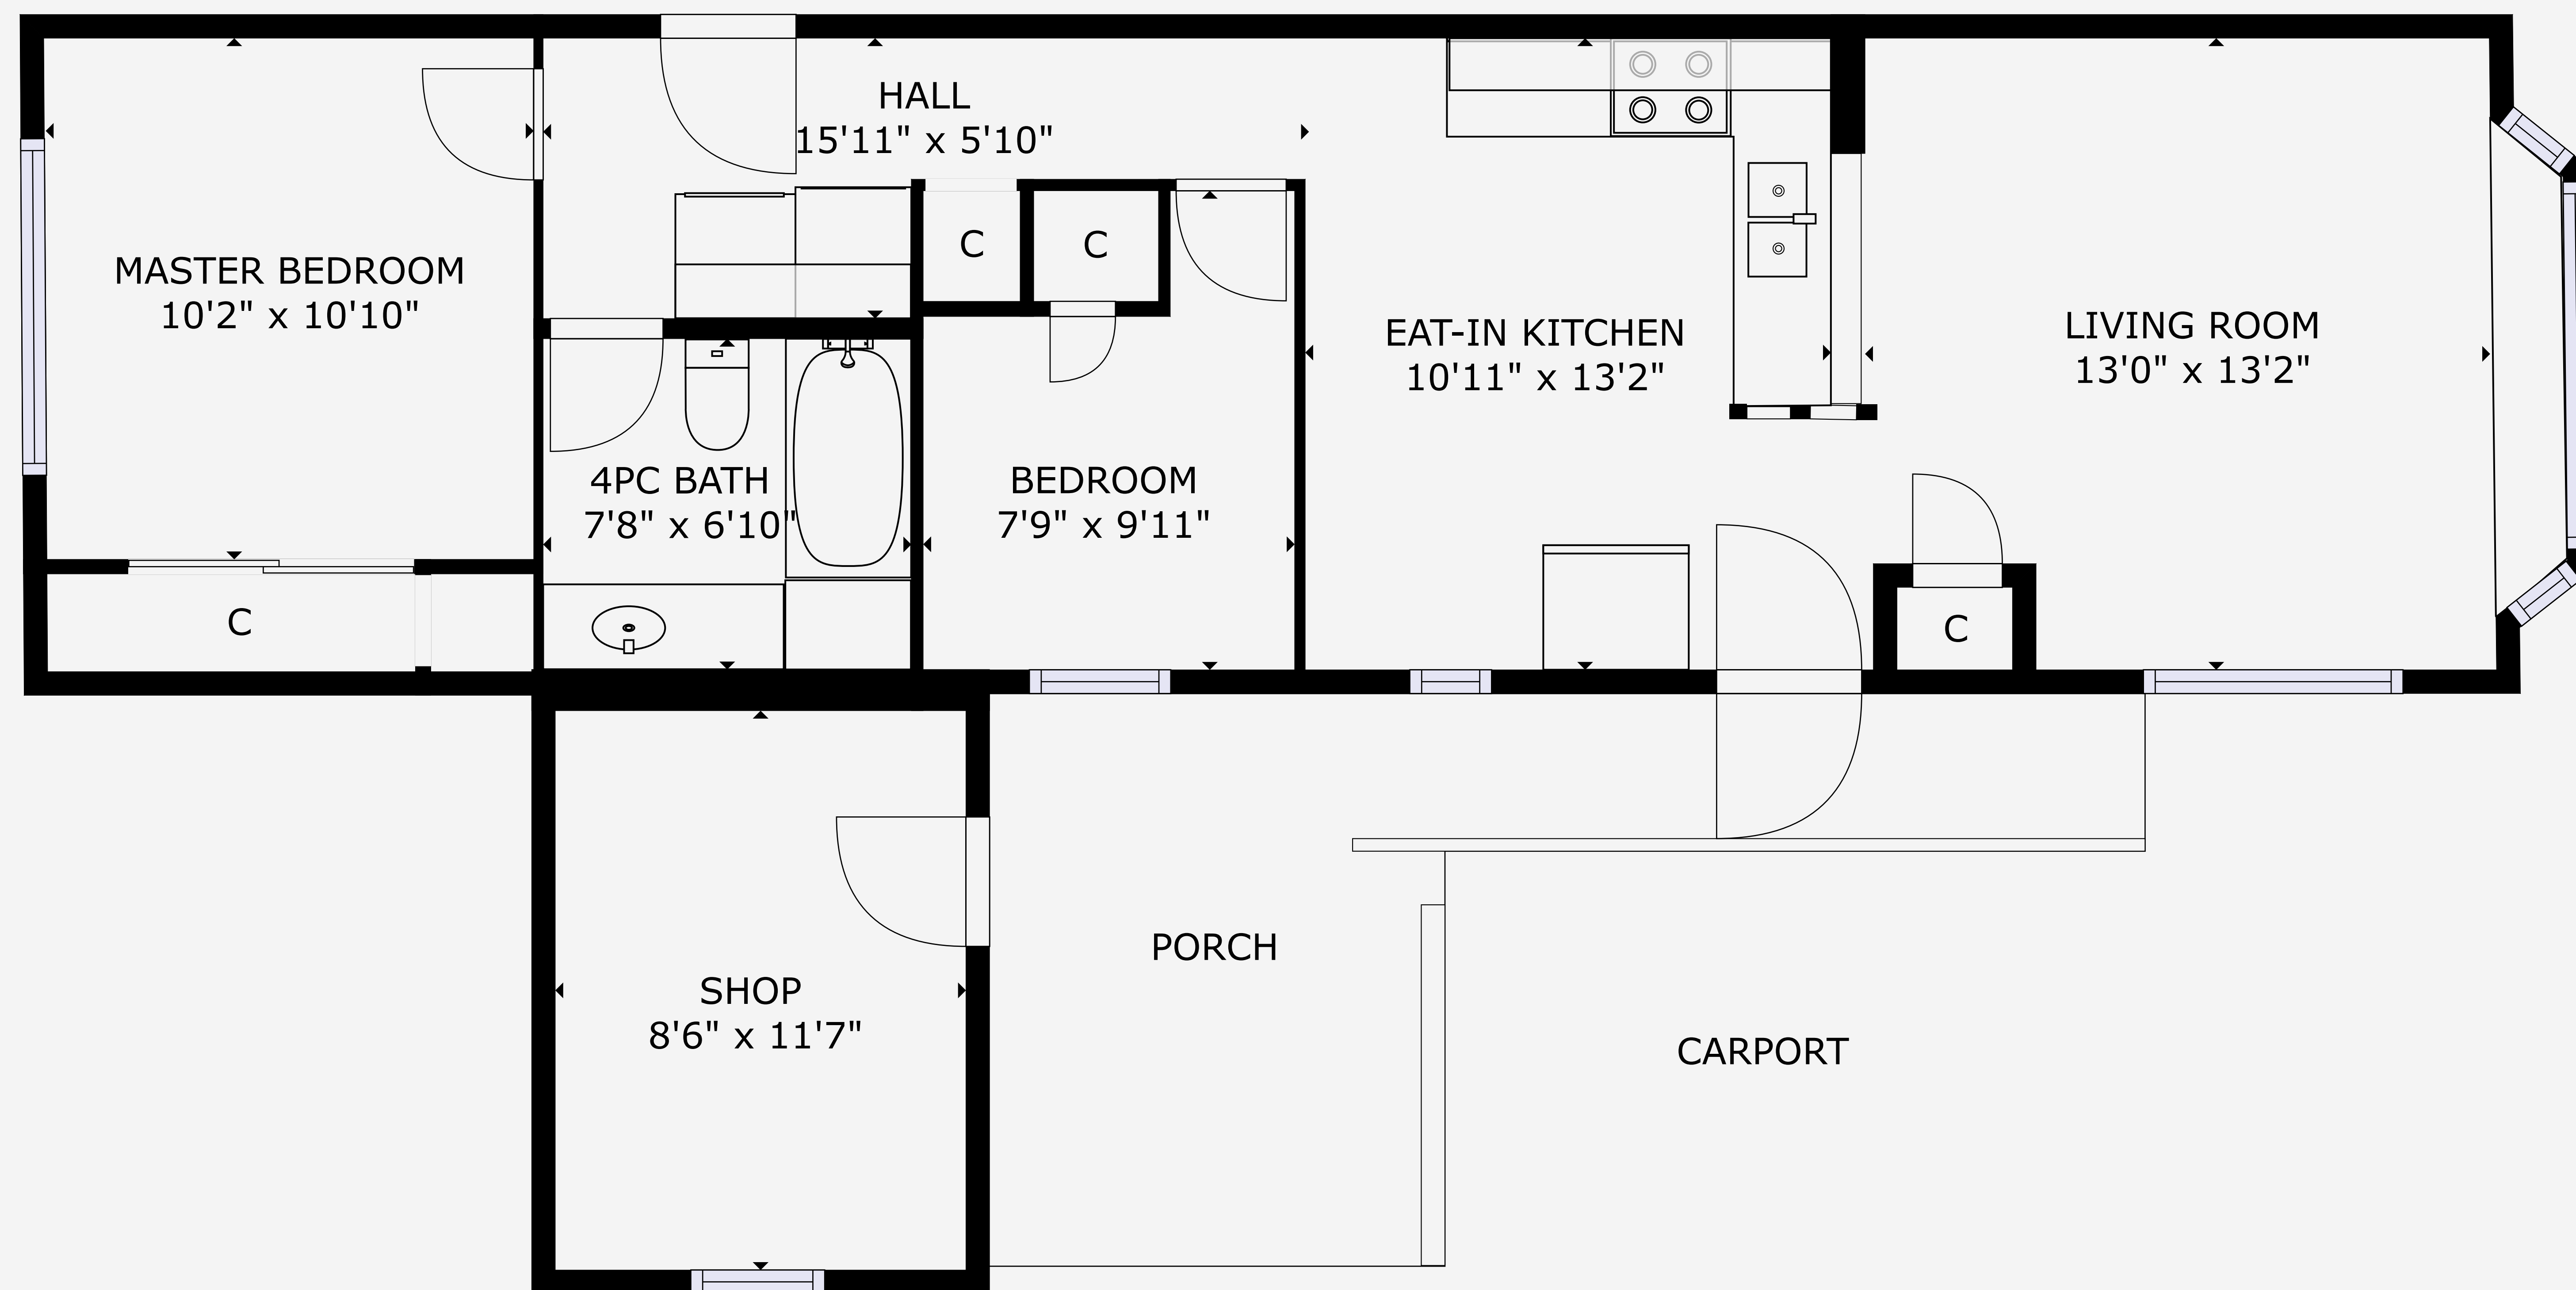 HALL
15'11" x 5'10"
C
C
MASTER BEDROOM
10'2" x 10'10"
EAT-IN KITCHEN
10'11" x 13'2"
LIVING ROOM
13'0" x 13'2"
4PC BATH
7'8" x 6'10"
BEDROOM
7'9" x 9'11"
C
C
PORCH
SHOP
8'6" x 11'7"
CARPORT